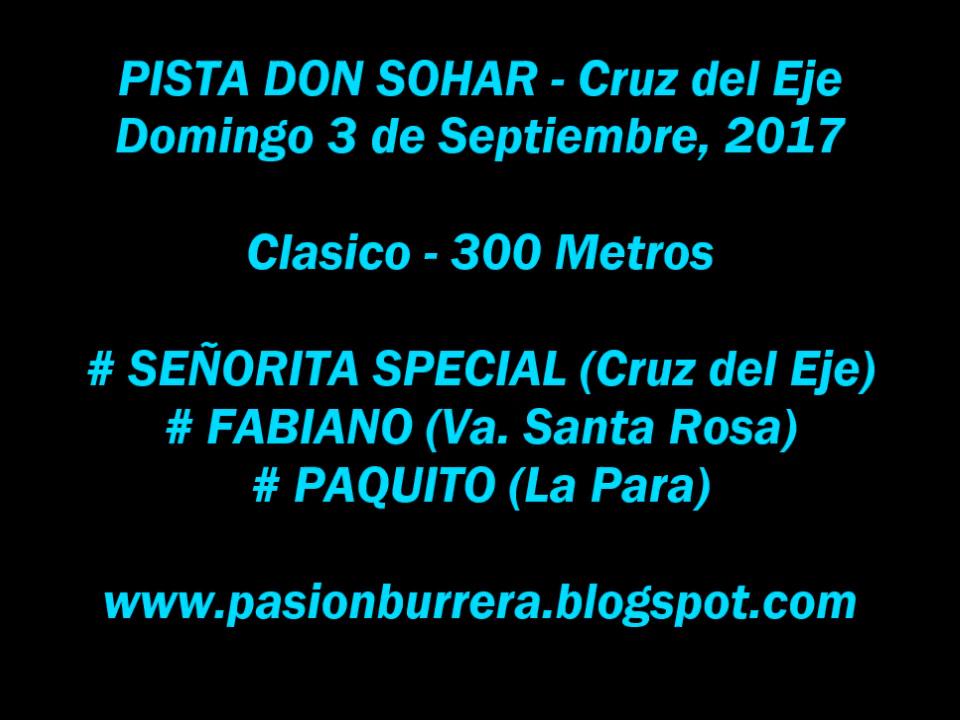 PISTA DON SOHAR - Cruz del Eje
Domingo 3 de Septiembre, 2017
Clasico - 300 Metros
# SEÑORITA SPECIAL (Cruz del Eje)
# FABIANO (Va. Santa Rosa)
# PAQUITO (La Para)
www.pasionburrera.blogspot.com